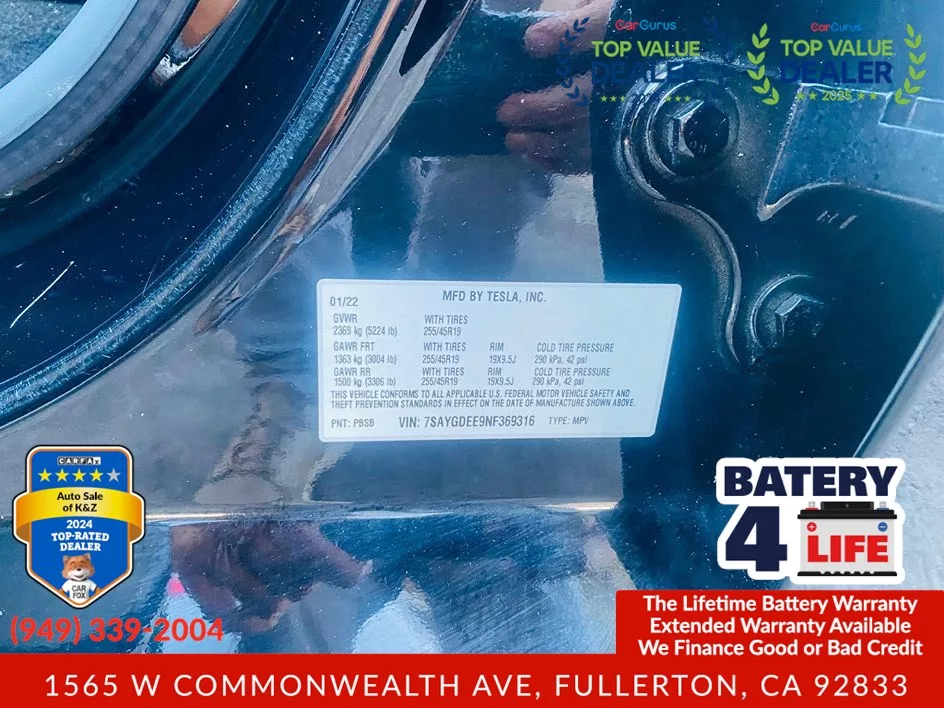 CarGurus
TOP VALUE
DEALER
CarGurus
TOP VALUE
DEALER
2025
01/22
MFD BY TESLA, INC.
GVWR WITH TIRES
2369 kg (5224 lb) 255/45R19
GAWR FRT WITH TIRES RIM COLD TIRE PRESSURE
1363 kg (3004 lb) 255/45R19 19X9.5J 290 kPa, 42 psi
GAWR RR WITH TIRES RIM COLD TIRE PRESSURE
1500 kg (3306 lb) 255/45R19 19X9.5J 290 kPa, 42 psi
THIS VEHICLE CONFORMS TO ALL APPLICABLE U.S. FEDERAL MOTOR VEHICLE SAFETY AND
THEFT PREVENTION STANDARDS IN EFFECT ON THE DATE OF MANUFACTURE SHOWN ABOVE.
PNT: PBSB VIN: 7SAYGDEE9NF369316 TYPE: MPV
CARFAX
Auto Sale
of K&Z
2024
TOP-RATED
DEALER
CAR
FOX
(949) 339-2004
BATERY
4
LIFE
The Lifetime Battery Warranty
Extended Warranty Available
We Finance Good or Bad Credit
1565 W COMMONWEALTH AVE, FULLERTON, CA 92833